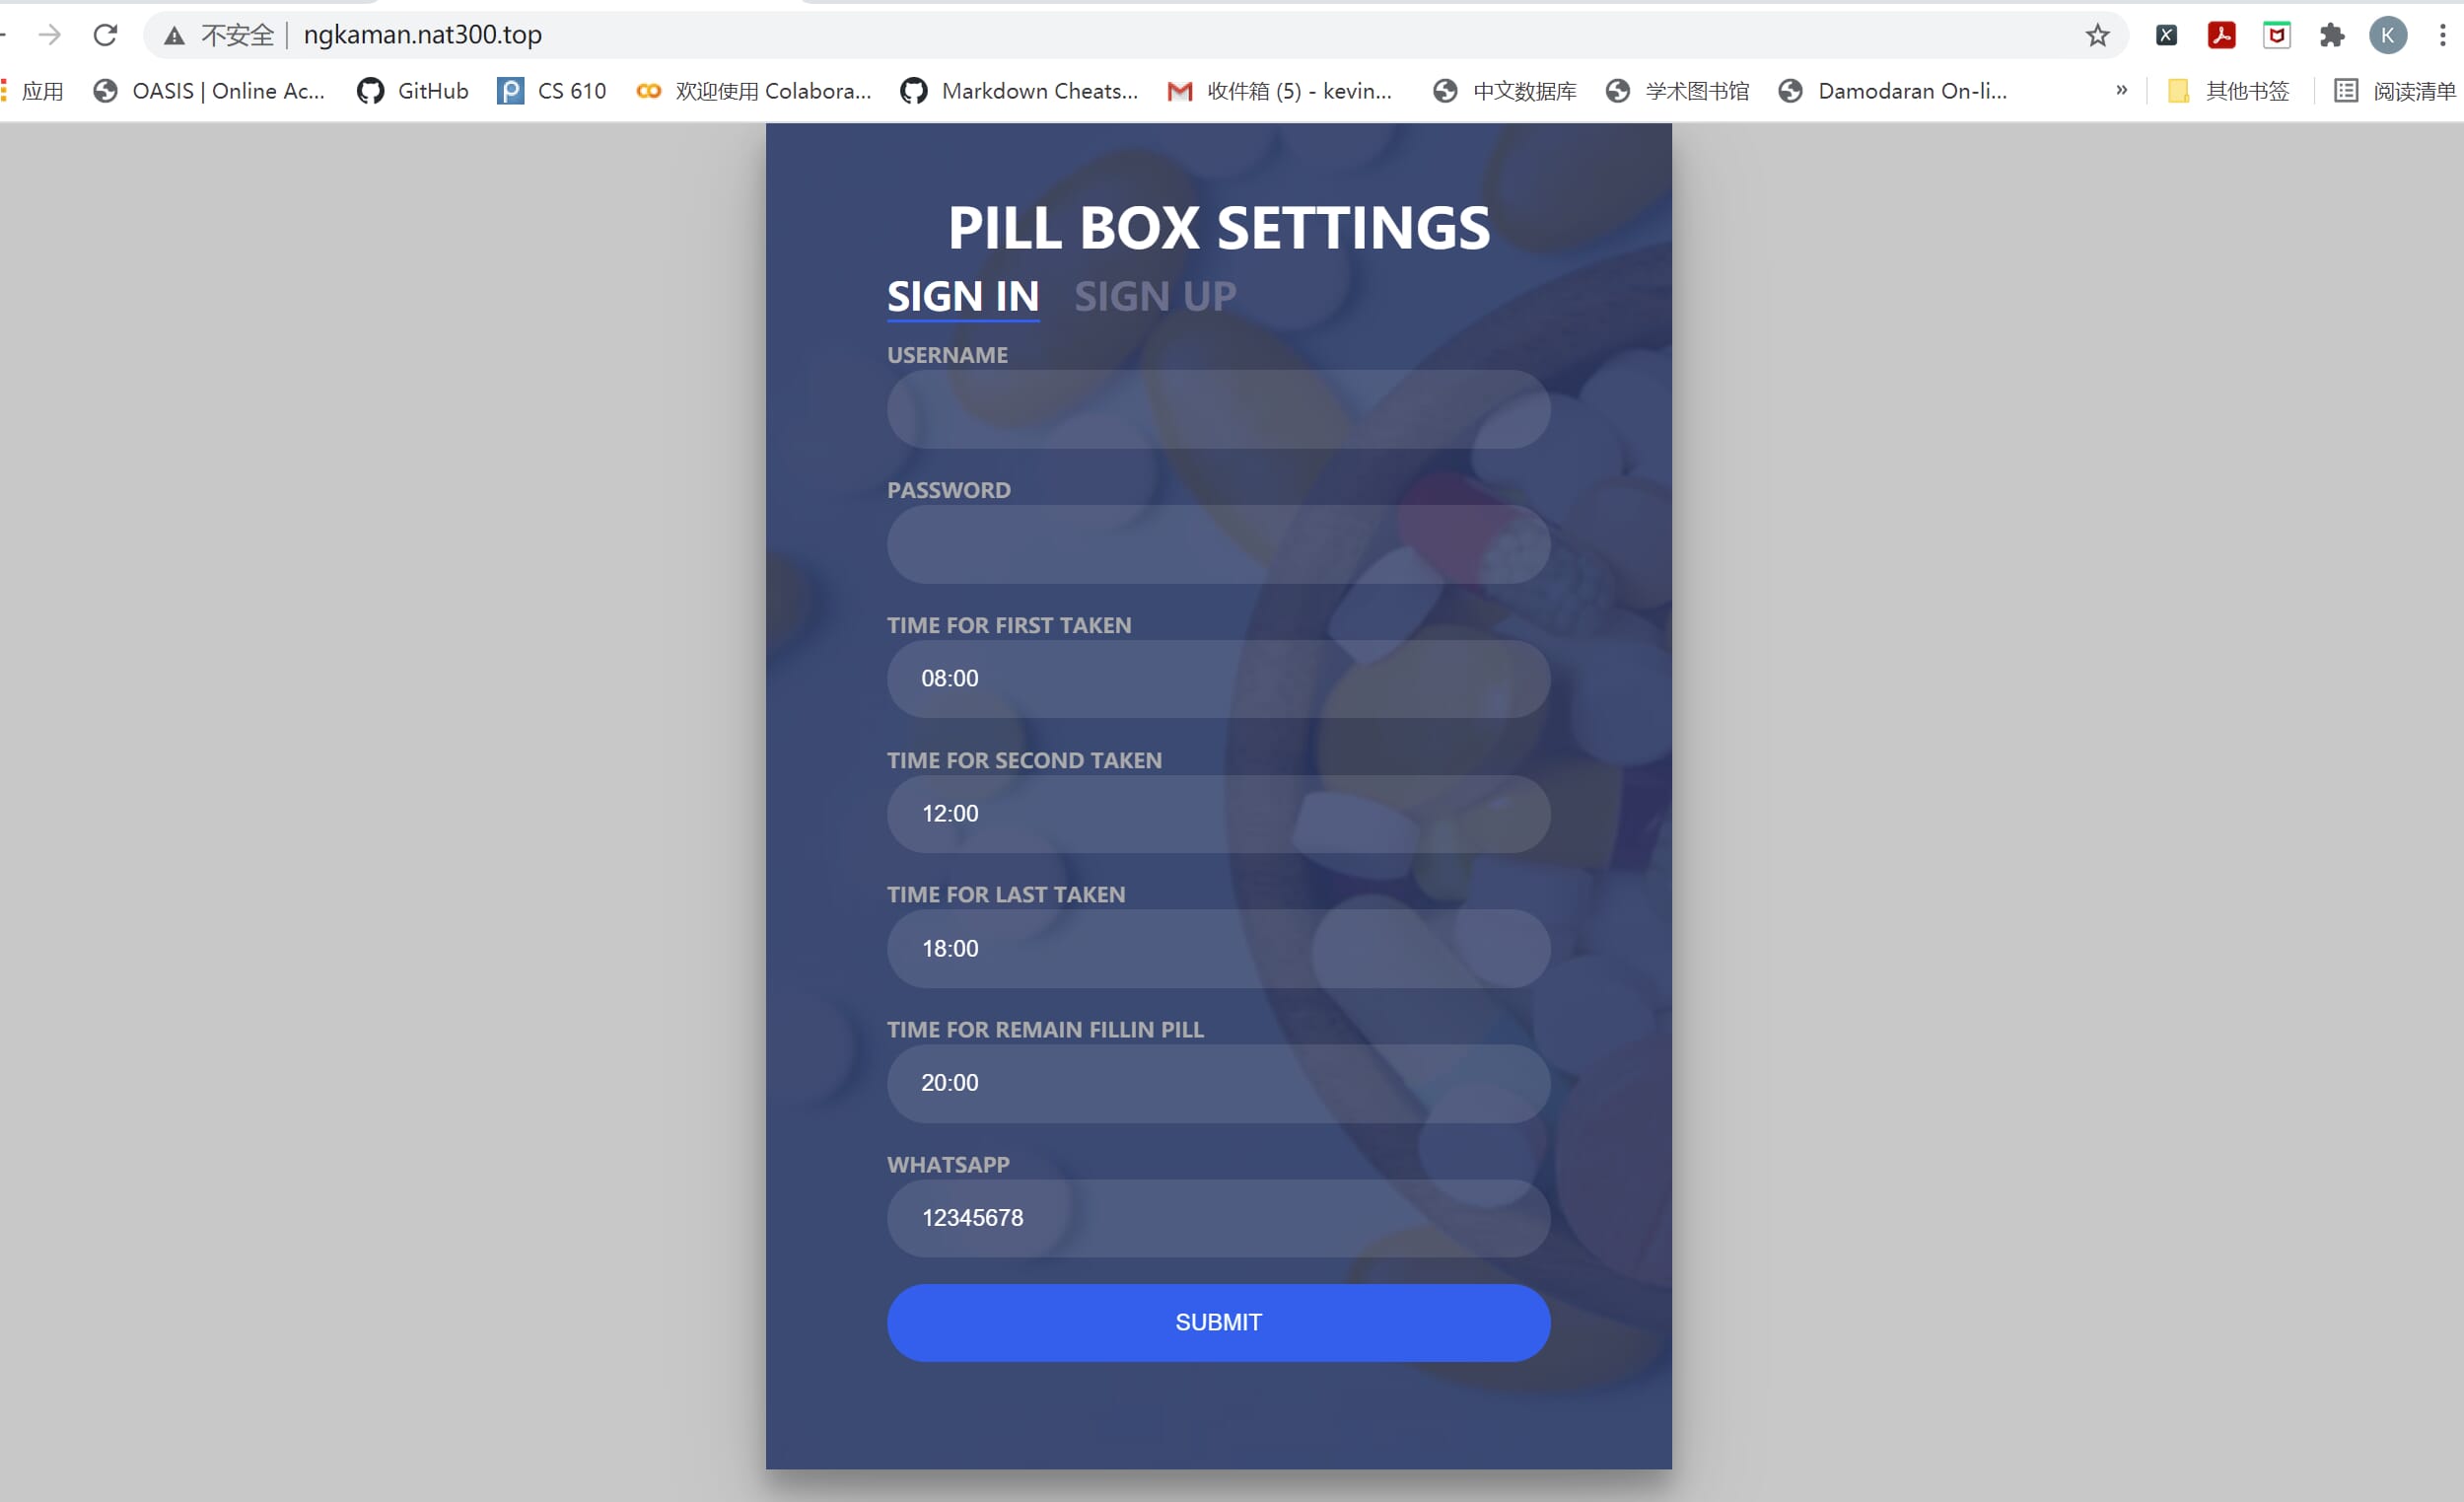 不安全 ngkaman.nat300.top
K
应用 OASIS | Online Ac... GitHub CS 610 欢迎使用 Colabora... Markdown Cheats... 收件箱 (5) - kevin... 中文数据库 学术图书馆 Damodaran On-li... » 其他书签 阅读清单
PILL BOX SETTINGS
SIGN IN SIGN UP
USERNAME
PASSWORD
TIME FOR FIRST TAKEN
08:00
TIME FOR SECOND TAKEN
12:00
TIME FOR LAST TAKEN
18:00
TIME FOR REMAIN FILLIN PILL
20:00
WHATSAPP
12345678
SUBMIT